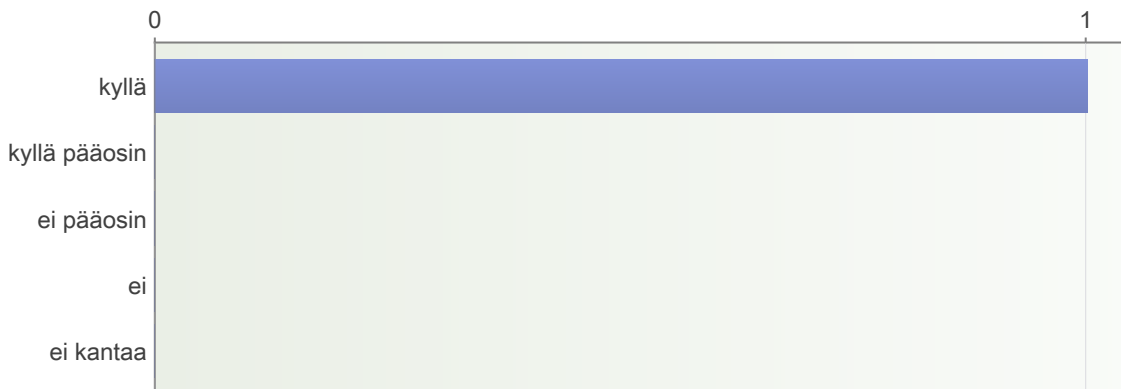 0 1
kyllä
kyllä pääosin
ei pääosin
ei
ei kantaa